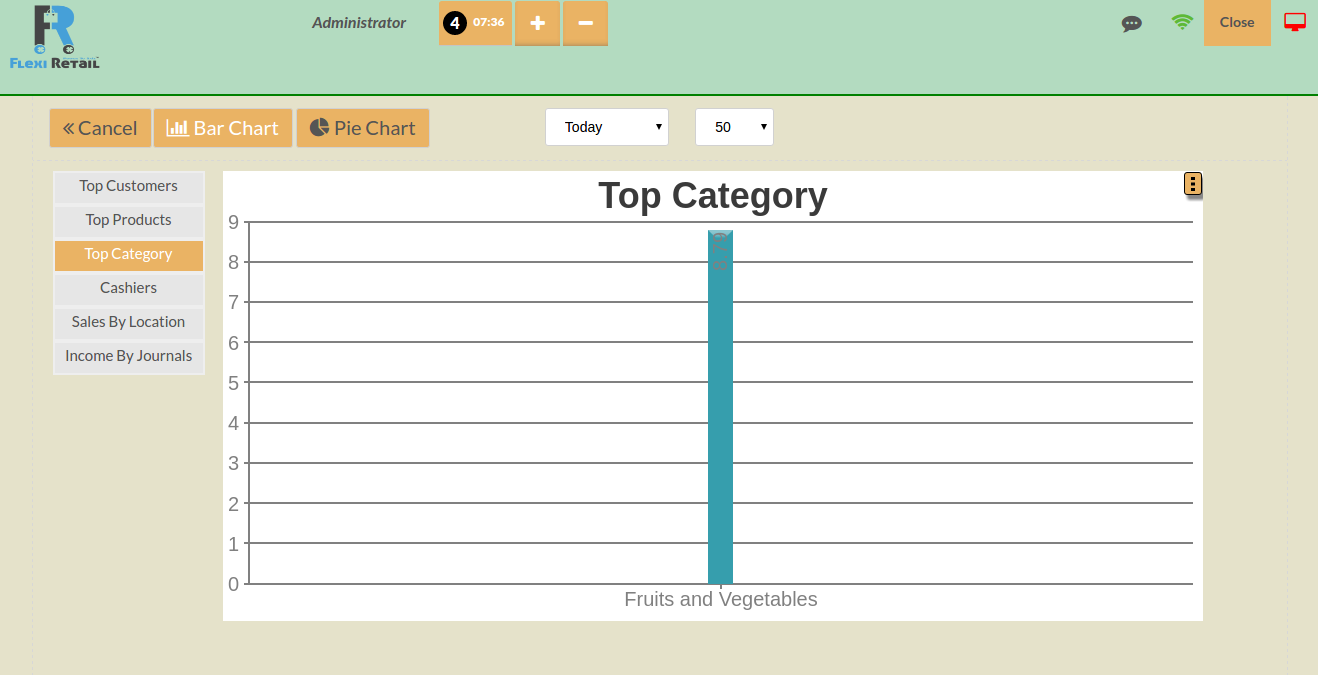 Flexi Retail
Administrator
4 07:36
Close
Cancel
Bar Chart
Pie Chart
Today
50
Top Customers
Top Products
Top Category
Cashiers
Sales By Location
Income By Journals
Top Category
9
8
7
6
5
4
3
2
1
0
Fruits and Vegetables